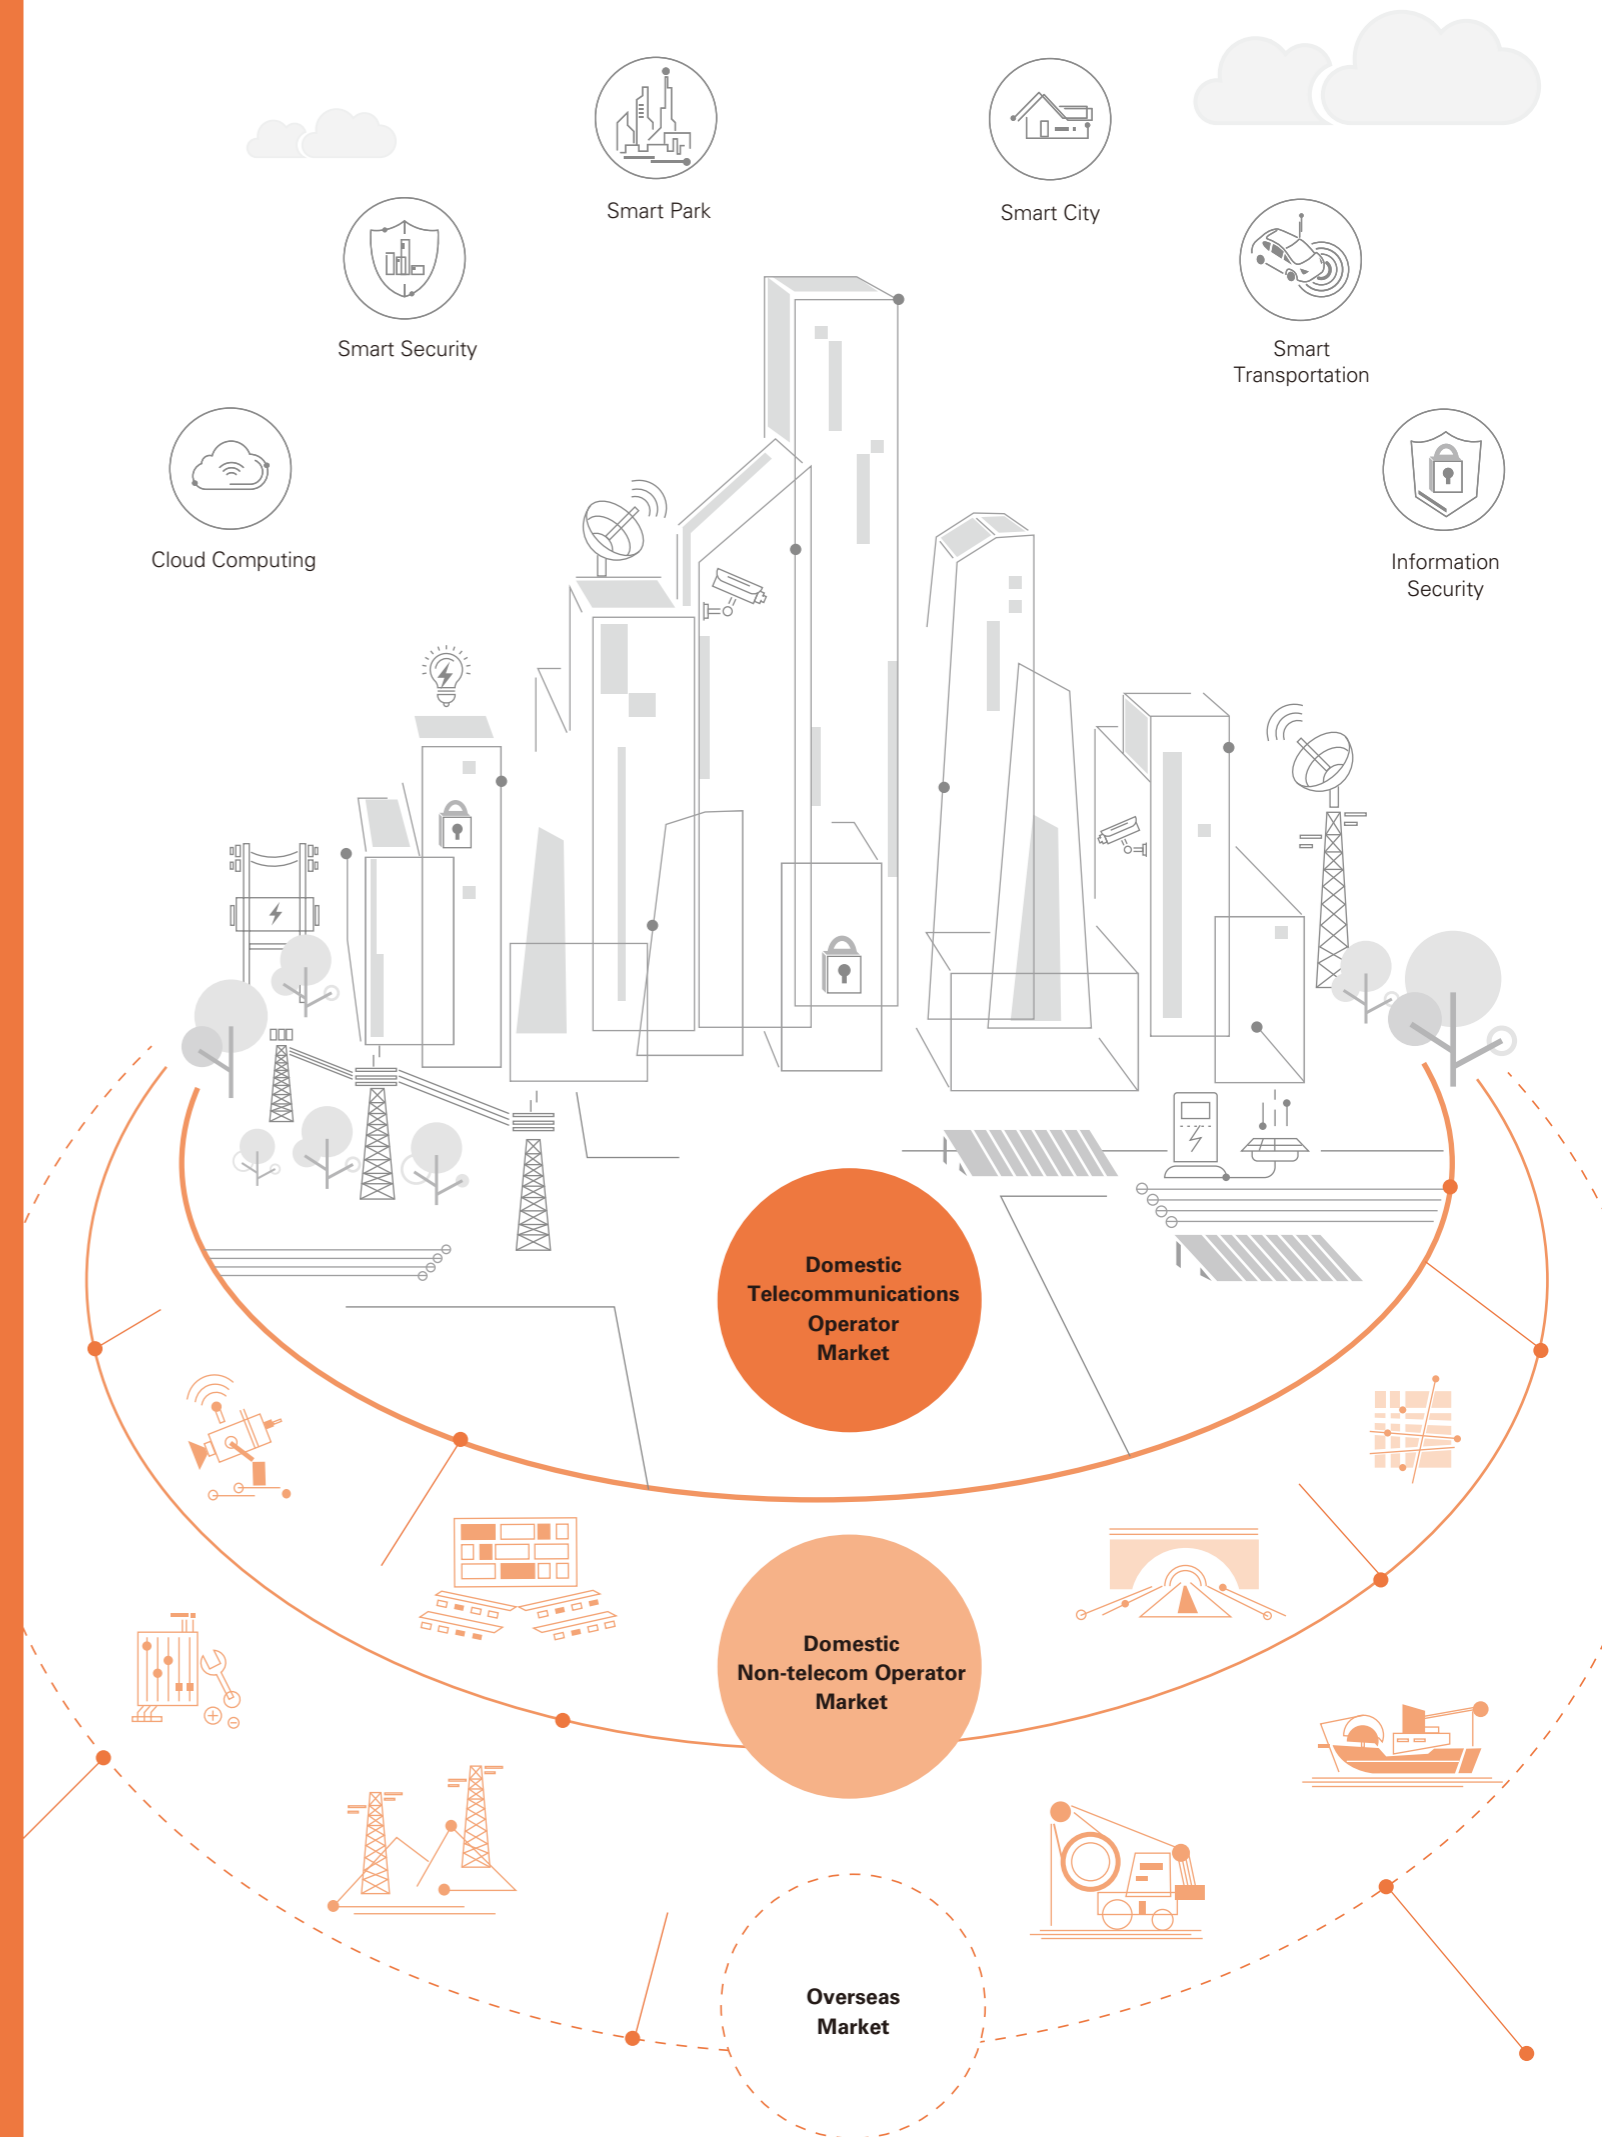 Smart Park
Smart City
Smart Security
Smart
Transportation
Cloud Computing
Information
Security
Domestic
Telecommunications
Operator
Market
Domestic
Non-telecom Operator
Market
Overseas
Market